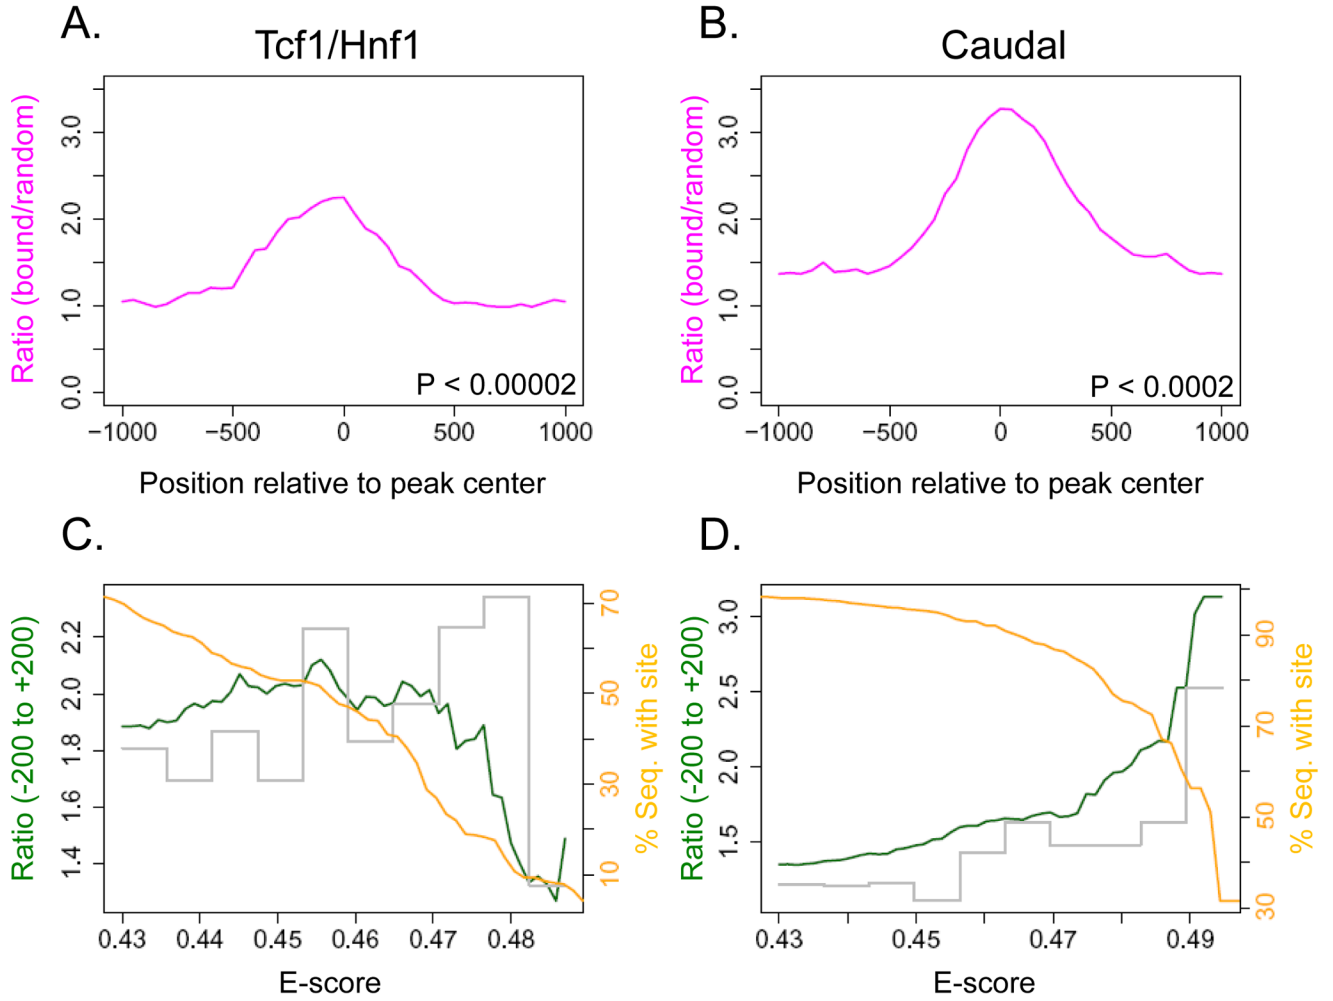 A.
Tcf1/Hnf1
Ratio (bound/random)
0.0 1.0 2.0 3.0
P < 0.00002
−1000 −500 0 500 1000
Position relative to peak center
B.
Caudal
Ratio (bound/random)
0.0 1.0 2.0 3.0
P < 0.0002
−1000 −500 0 500 1000
Position relative to peak center
C.
Ratio (-200 to +200)
1.4 1.6 1.8 2.0 2.2
10 30 50 70
% Seq. with site
0.43 0.44 0.45 0.46 0.47 0.48
E-score
D.
Ratio (-200 to +200)
1.5 2.0 2.5 3.0
30 50 70 90
% Seq. with site
0.43 0.45 0.47 0.49
E-score